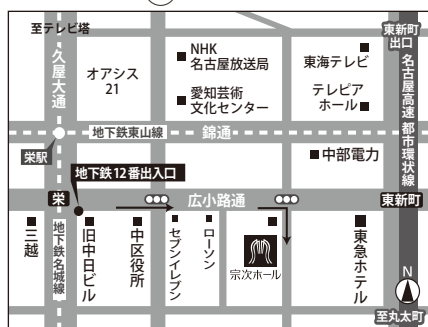 至テレビ塔
東新町
出口
久屋大通
オアシス
21
NHK
名古屋放送局
愛知芸術
文化センター
東海テレビ
テレピア
ホール
名古屋高速 都市環状線
地下鉄東山線
錦通
栄駅
中部電力
地下鉄12番出入口
栄
広小路通
東新町
三越
地下鉄名城線
旧中日ビル
中区役所
セブンイレブン
ローソン
宗次ホール
東急ホテル
N
至丸太町